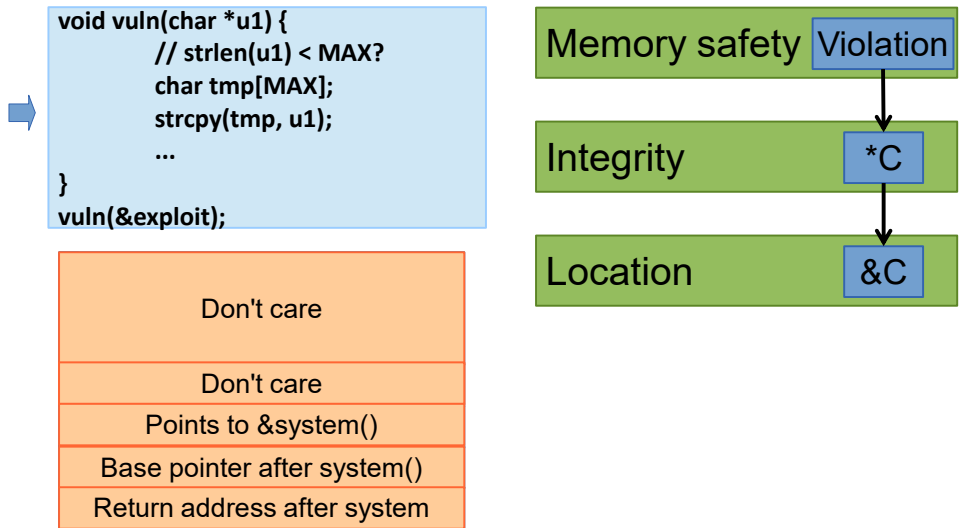 void vuln(char *u1) {
// strlen(u1) < MAX?
char tmp[MAX];
strcpy(tmp, u1);
...
}
vuln(&exploit);
Don't care
Don't care
Points to &system()
Base pointer after system()
Return address after system
Memory safety
Violation
Integrity
*C
Location
&C